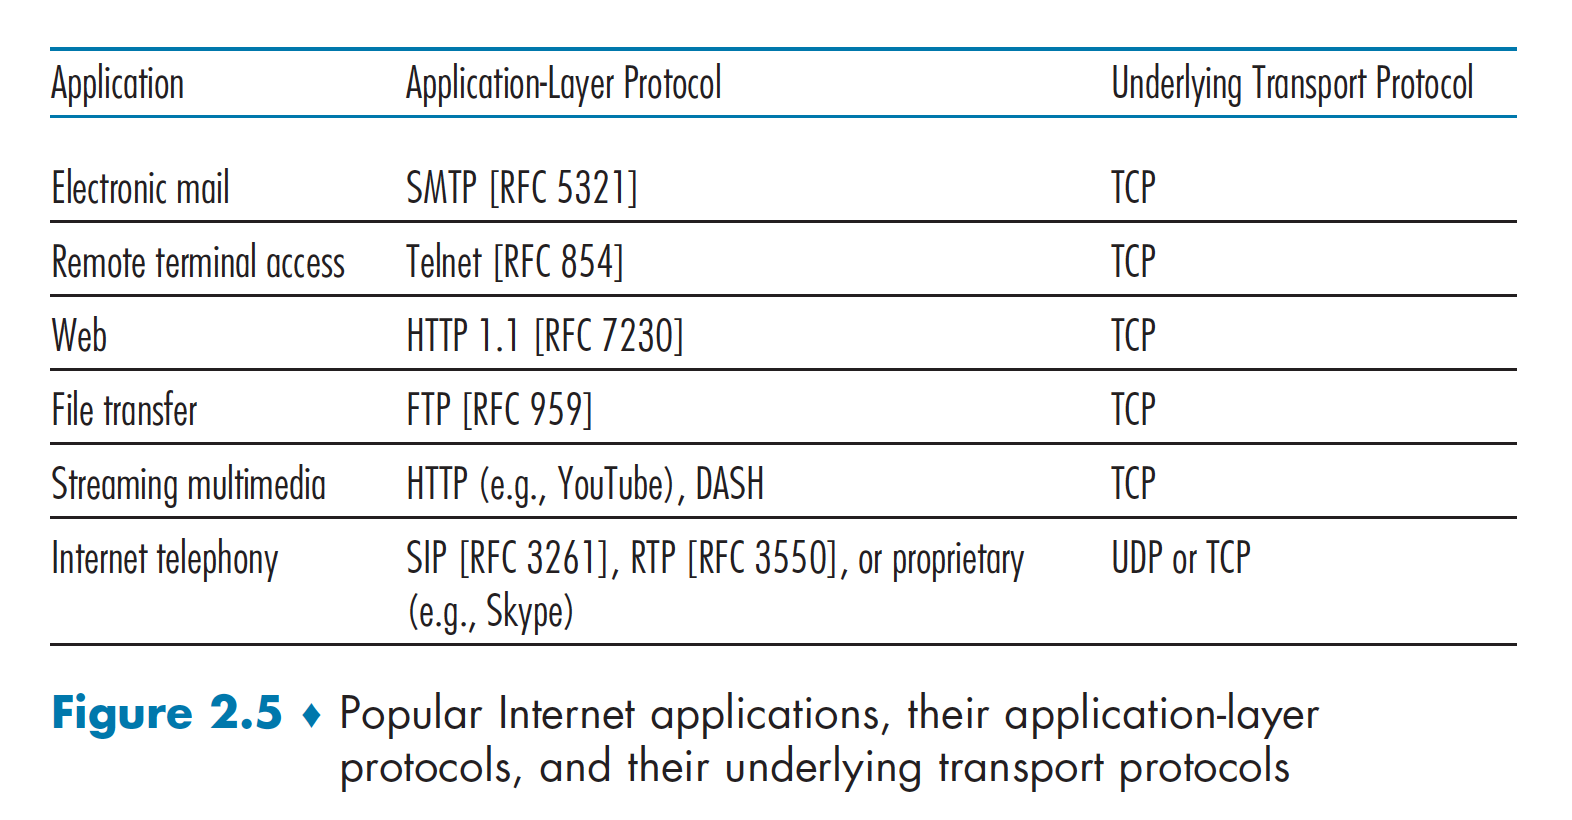 Application Application-Layer Protocol Underlying Transport Protocol
Electronic mail SMTP [RFC 5321] TCP
Remote terminal access Telnet [RFC 854] TCP
Web HTTP 1.1 [RFC 7230] TCP
File transfer FTP [RFC 959] TCP
Streaming multimedia HTTP (e.g., YouTube), DASH TCP
Internet telephony SIP [RFC 3261], RTP [RFC 3550], or proprietary UDP or TCP
(e.g., Skype)
Figure 2.5 ♦ Popular Internet applications, their application-layer
protocols, and their underlying transport protocols